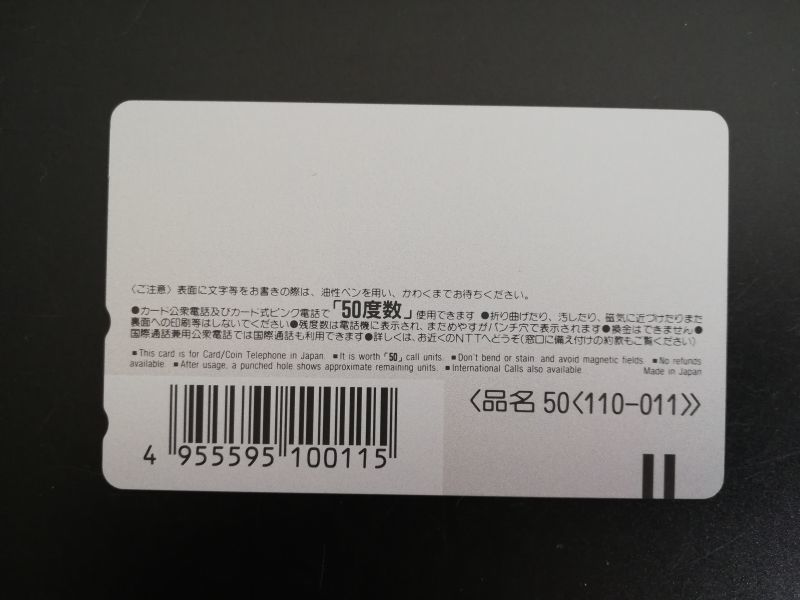 〈ご注意〉表面に文字等をお書きの際は、油性ペンを用い、かわくまでお待ちください。
●カード公衆電話及びカード式ピンク電話で「50度数」使用できます ●折り曲げたり、汚したり、磁気に近づけたりまた
裏面への印刷等はしないでください●残度数は電話機に表示され、まためやすがパンチ穴で表示されます●換金はできません●
国際通話兼用公衆電話では国際通話も利用できます●詳しくは、お近くのNTTへどうぞ(窓口に備え付けの約款もご覧ください)
■ This card is for Card/Coin Telephone in Japan. ■ It is worth「50」call units. ■ Don't bend or stain and avoid magnetic fields ■ No refunds
available. ■ After usage, a punched hole shows approximate remaining units. ■ International Calls also available. Made in Japan
〈品名 50〈110-011〉〉
4 955595 100115